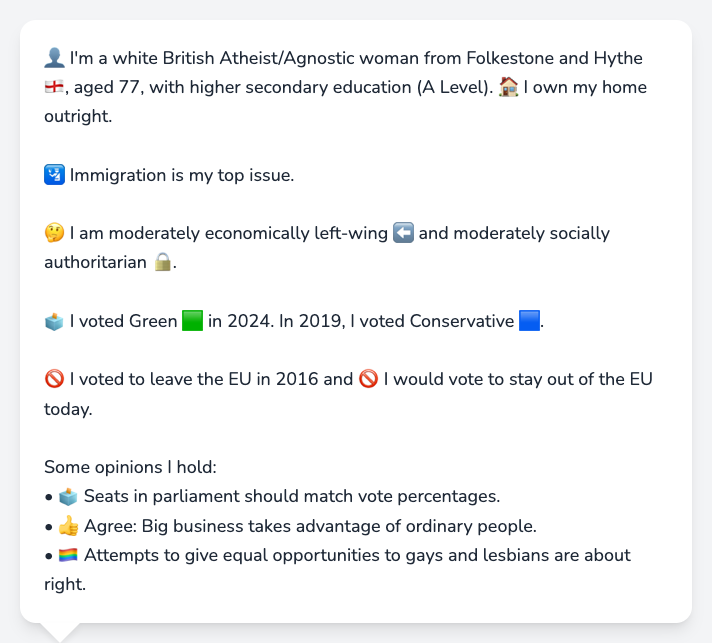 👤 I'm a white British Atheist/Agnostic woman from Folkestone and Hythe
🏴󠁧󠁢󠁥󠁮󠁧󠁿, aged 77, with higher secondary education (A Level). 🏠 I own my home
outright.
🛂 Immigration is my top issue.
🤔 I am moderately economically left-wing ⬅️ and moderately socially
authoritarian 🔒.
🗳️ I voted Green 🟩 in 2024. In 2019, I voted Conservative 🟦.
🚫 I voted to leave the EU in 2016 and 🚫 I would vote to stay out of the EU
today.
Some opinions I hold:
• 🗳️ Seats in parliament should match vote percentages.
• 👍 Agree: Big business takes advantage of ordinary people.
• 🏳️‍🌈 Attempts to give equal opportunities to gays and lesbians are about
right.